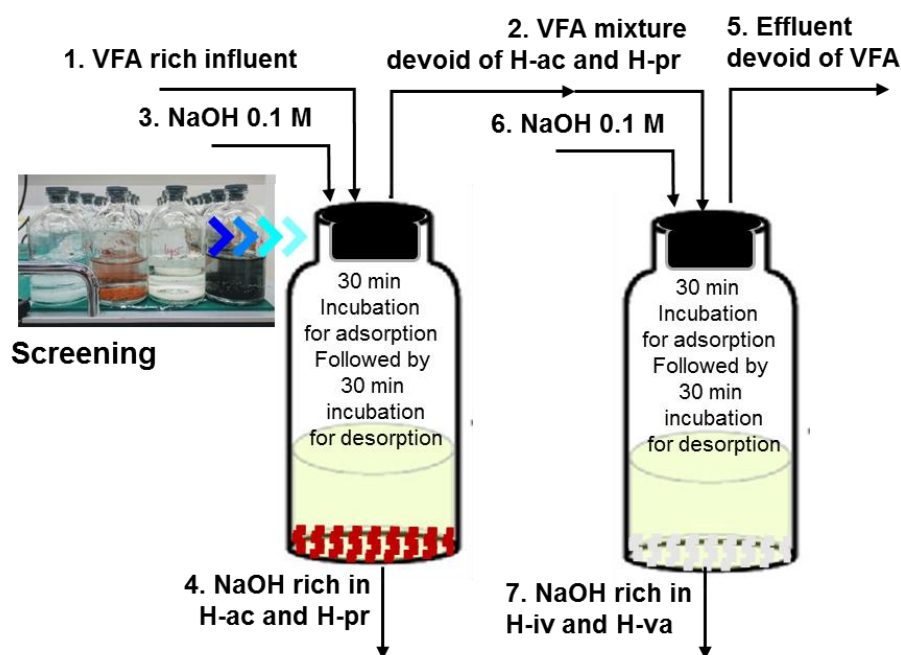 1. VFA rich influent
2. VFA mixture
devoid of H-ac and H-pr
5. Effluent
devoid of VFA
3. NaOH 0.1 M
6. NaOH 0.1 M
Screening
30 min
Incubation
for adsorption
Followed by
30 min
incubation
for desorption
30 min
Incubation
for adsorption
Followed by
30 min
incubation
for desorption
4. NaOH rich in
H-ac and H-pr
7. NaOH rich in
H-iv and H-va